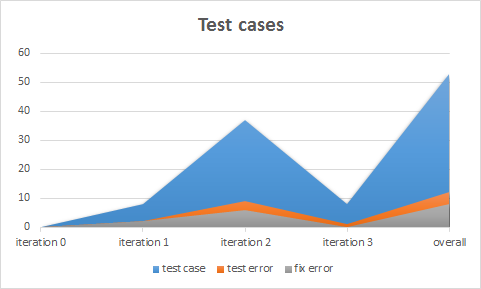 Test cases
60
50
40
30
20
10
0
iteration 0 iteration 1 iteration 2 iteration 3 overall
test case test error fix error